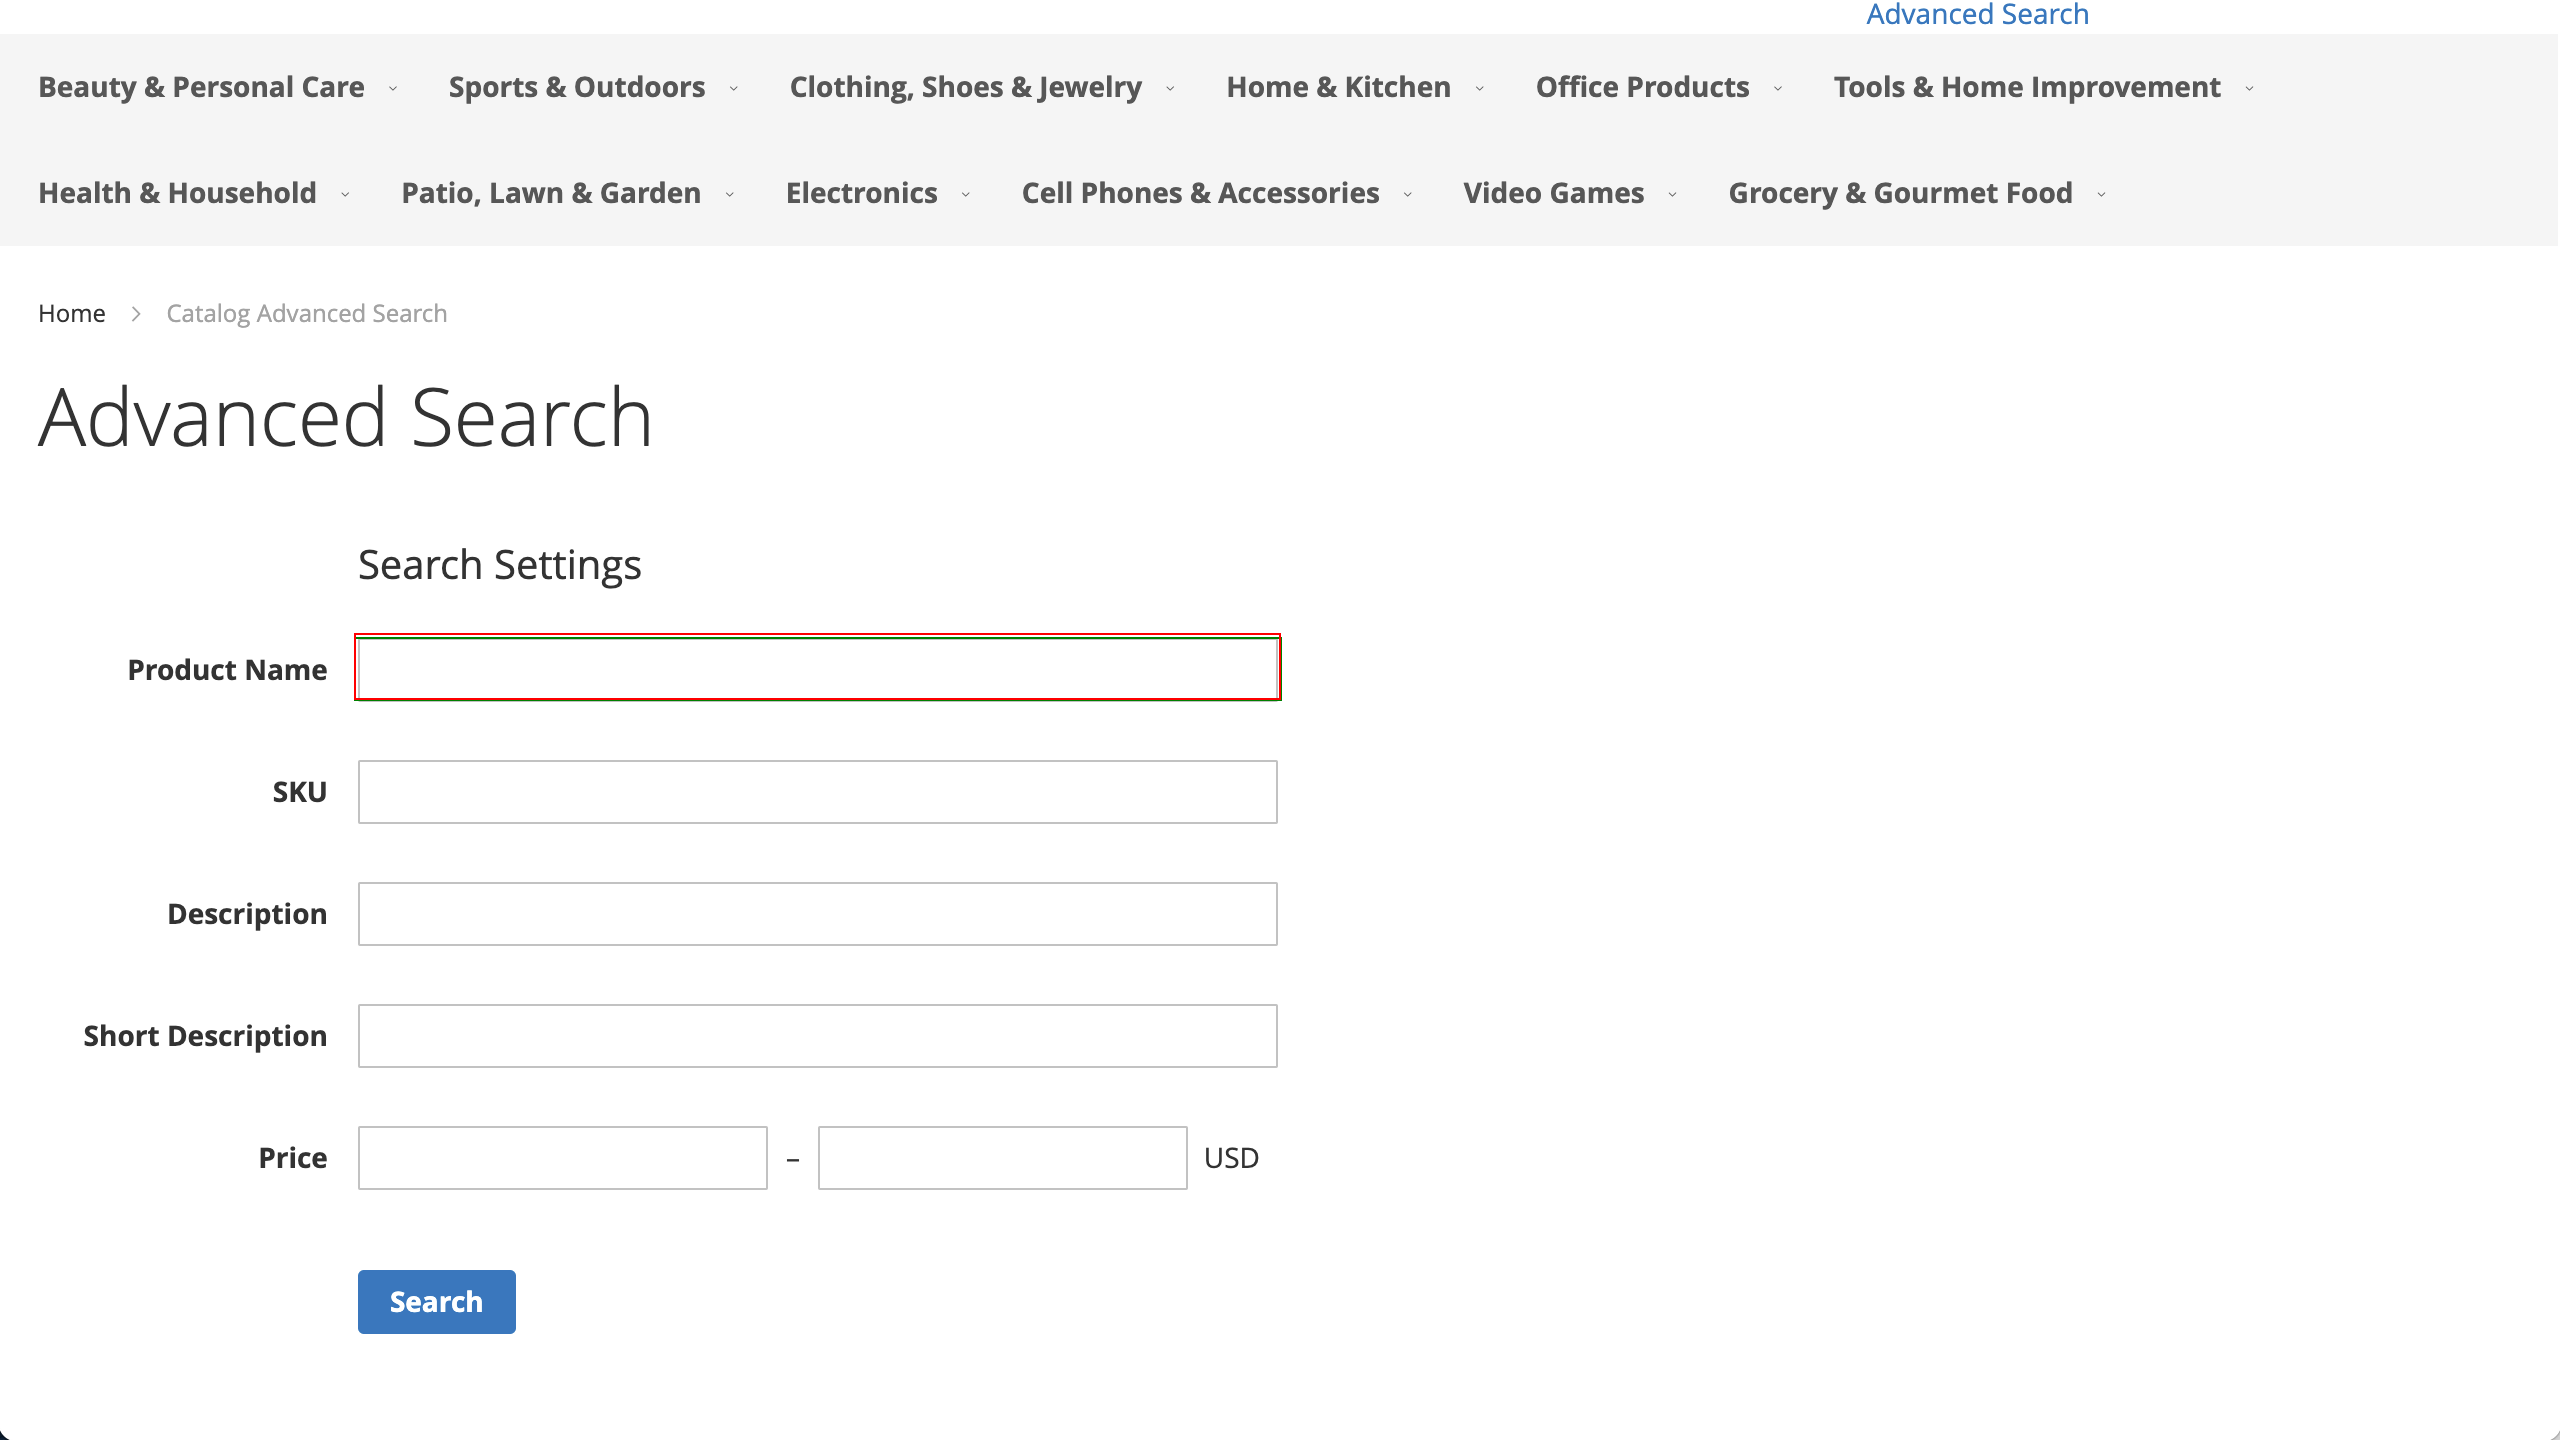 Advanced Search
Beauty & Personal Care Sports & Outdoors Clothing, Shoes & Jewelry Home & Kitchen Office Products Tools & Home Improvement
Health & Household Patio, Lawn & Garden Electronics Cell Phones & Accessories Video Games Grocery & Gourmet Food
Home Catalog Advanced Search
Advanced Search
Search Settings
Product Name
SKU
Description
Short Description
Price – USD
Search